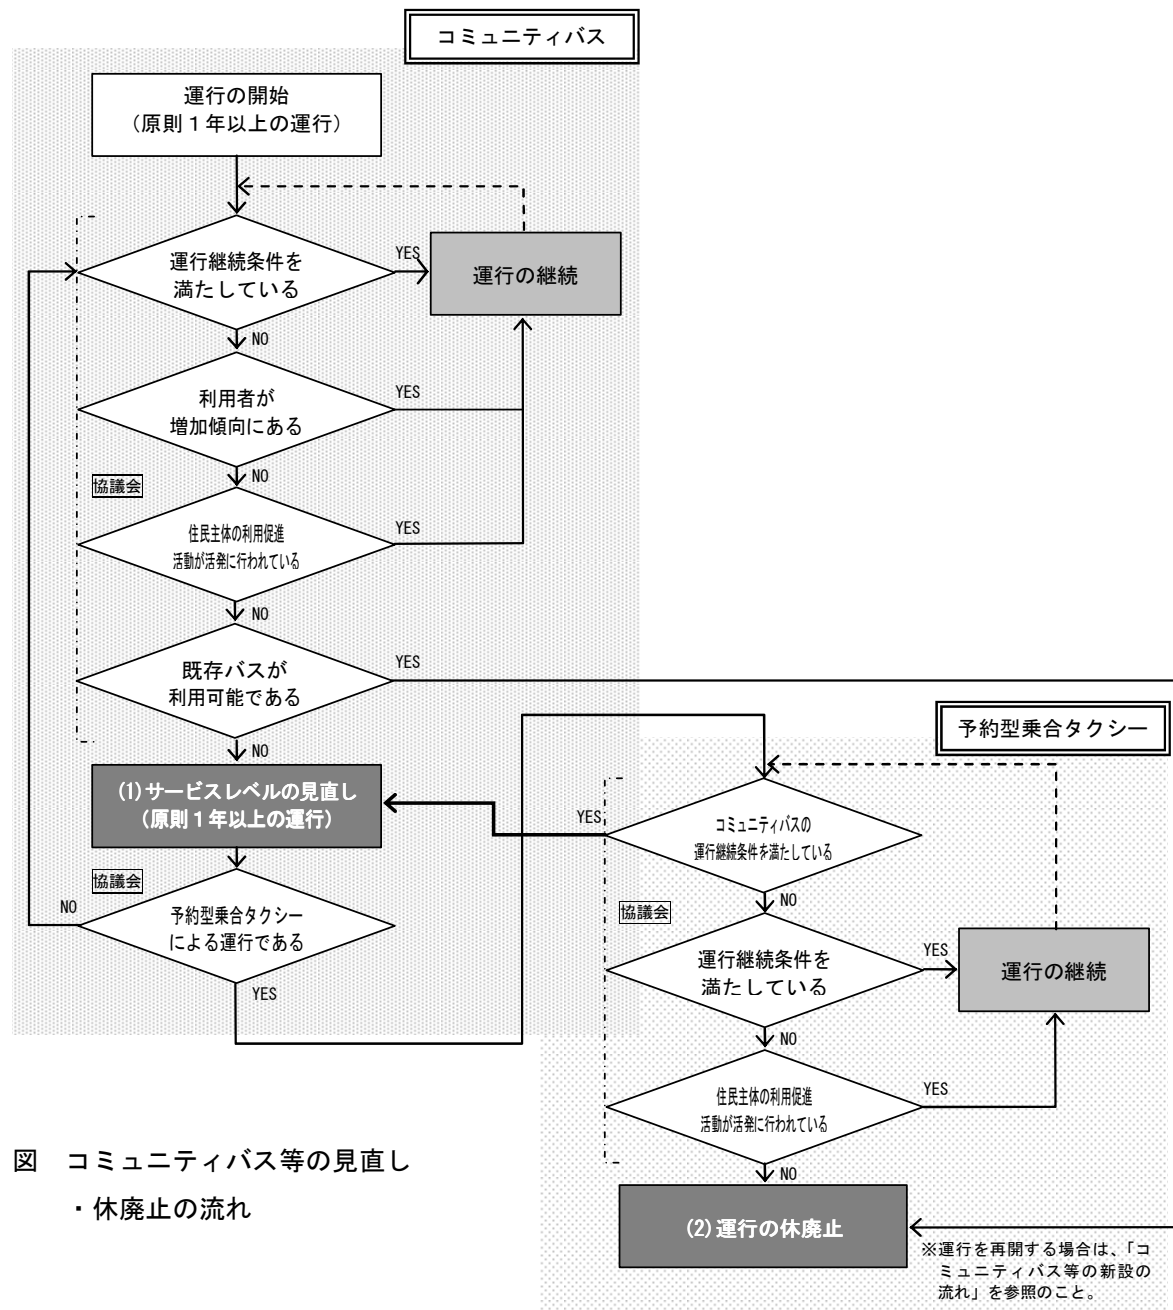 コミュニティバス
運行の開始
(原則1年以上の運行)
運行継続条件を
満たしている
YES
運行の継続
NO
利用者が
増加傾向にある
YES
NO
協議会
住民主体の利用促進
活動が活発に行われている
YES
NO
既存バスが
利用可能である
YES
NO
(1)サービスレベルの見直し
(原則1年以上の運行)
協議会
NO
予約型乗合タクシー
による運行である
YES
予約型乗合タクシー
YES
コミュニティバスの
運行継続条件を満たしている
NO
協議会
運行継続条件を
満たしている
YES
運行の継続
NO
住民主体の利用促進
活動が活発に行われている
YES
NO
(2)運行の休廃止
※運行を再開する場合は、「コ
ミュニティバス等の新設の
流れ」を参照のこと。
図 コミュニティバス等の見直し
・休廃止の流れ